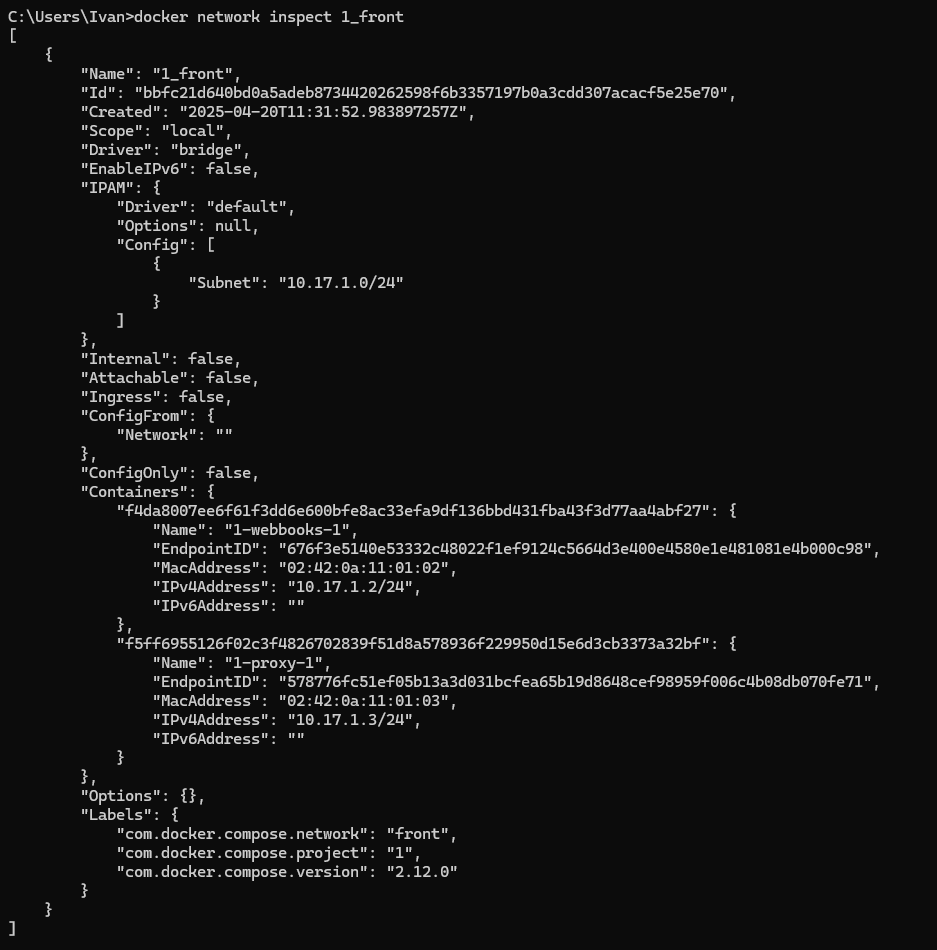 C:\Users\Ivan>docker network inspect 1_front
[
    {
        "Name": "1_front",
        "Id": "bbfc21d640bd0a5adeb8734420262598f6b3357197b0a3cdd307acacf5e25e70",
        "Created": "2025-04-20T11:31:52.983897257Z",
        "Scope": "local",
        "Driver": "bridge",
        "EnableIPv6": false,
        "IPAM": {
            "Driver": "default",
            "Options": null,
            "Config": [
                {
                    "Subnet": "10.17.1.0/24"
                }
            ]
        },
        "Internal": false,
        "Attachable": false,
        "Ingress": false,
        "ConfigFrom": {
            "Network": ""
        },
        "ConfigOnly": false,
        "Containers": {
            "f4da8007ee6f61f3dd6e600bfe8ac33efa9df136bbd431fba43f3d77aa4abf27": {
                "Name": "1-webbooks-1",
                "EndpointID": "676f3e5140e53332c48022f1ef9124c5664d3e400e4580e1e481081e4b000c98",
                "MacAddress": "02:42:0a:11:01:02",
                "IPv4Address": "10.17.1.2/24",
                "IPv6Address": ""
            },
            "f5ff6955126f02c3f4826702839f51d8a578936f229950d15e6d3cb3373a32bf": {
                "Name": "1-proxy-1",
                "EndpointID": "578776fc51ef05b13a3d031bcfea65b19d8648cef98959f006c4b08db070fe71",
                "MacAddress": "02:42:0a:11:01:03",
                "IPv4Address": "10.17.1.3/24",
                "IPv6Address": ""
            }
        },
        "Options": {},
        "Labels": {
            "com.docker.compose.network": "front",
            "com.docker.compose.project": "1",
            "com.docker.compose.version": "2.12.0"
        }
    }
]